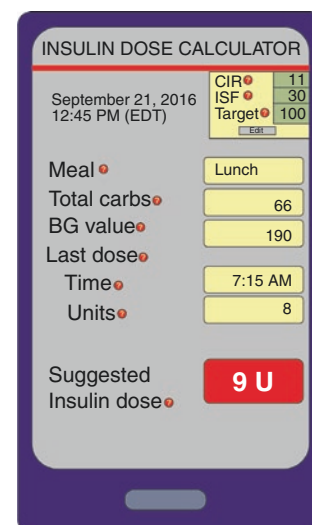 INSULIN DOSE CALCULATOR
September 21, 2016
12:45 PM (EDT)
CIR? 11
ISF? 30
Target? 100
Edit
Meal? Lunch
Total carbs? 66
BG value? 190
Last dose?
Time? 7:15 AM
Units? 8
Suggested
Insulin dose? 9 U